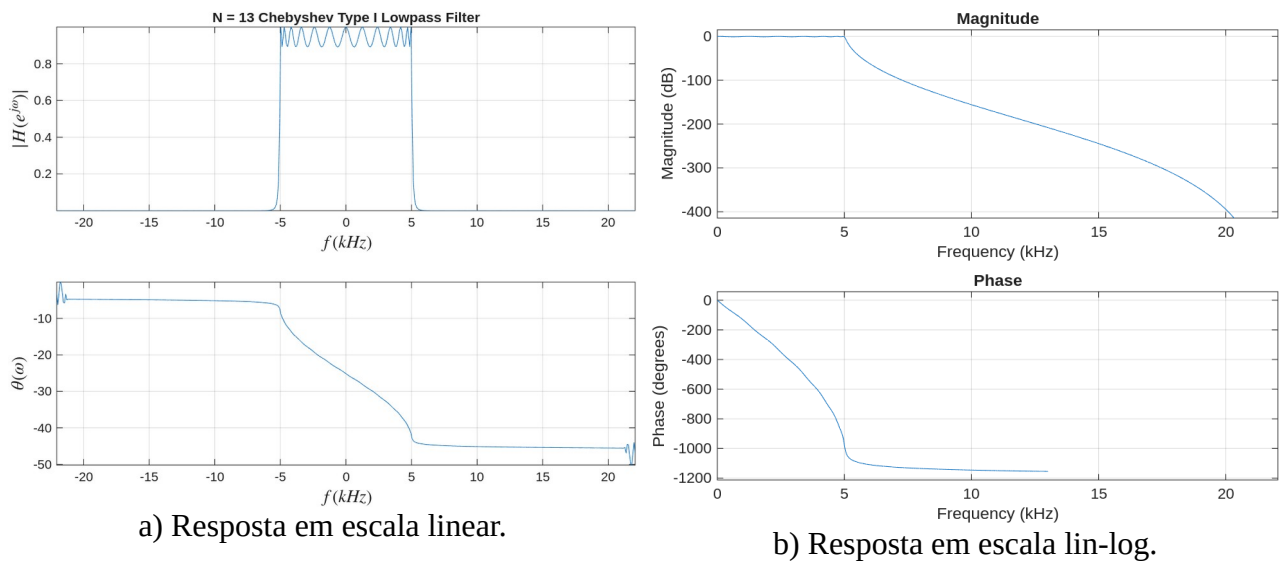 N = 13 Chebyshev Type I Lowpass Filter
|H(e^{jω})|
0.8
0.6
0.4
0.2
-20 -15 -10 -5 0 5 10 15 20
f(kHz)
θ(ω)
-10
-20
-30
-40
-50
-20 -15 -10 -5 0 5 10 15 20
f(kHz)
a) Resposta em escala linear.
Magnitude
Magnitude (dB)
0
-100
-200
-300
-400
0 5 10 15 20
Frequency (kHz)
Phase
Phase (degrees)
0
-200
-400
-600
-800
-1000
-1200
0 5 10 15 20
Frequency (kHz)
b) Resposta em escala lin-log.